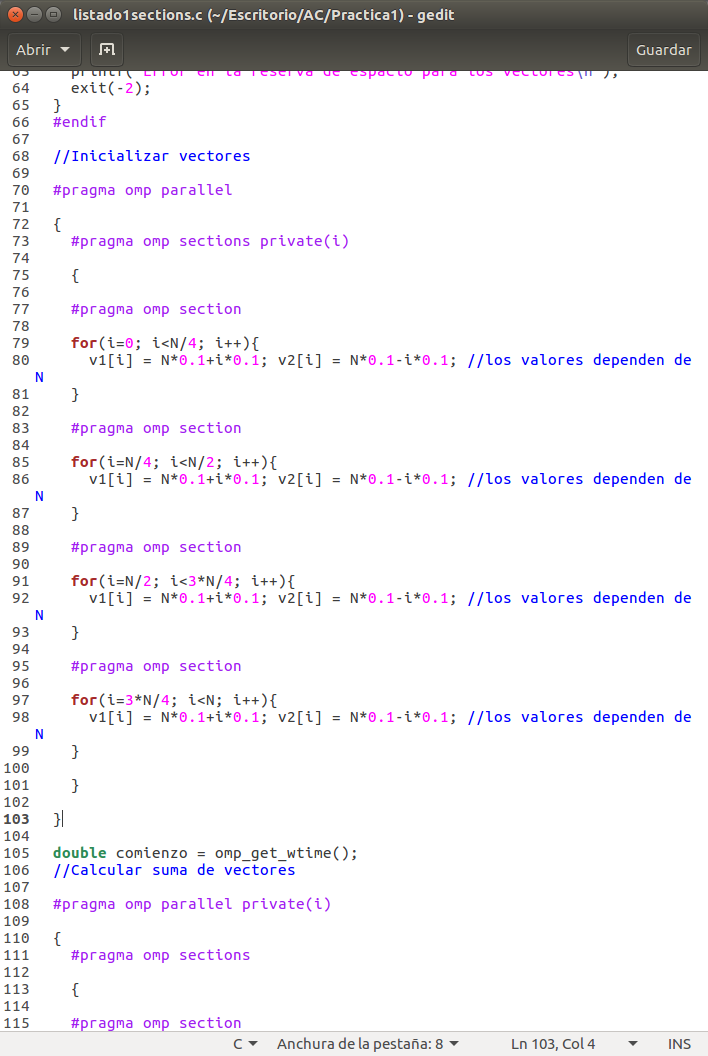 listado1sections.c (~/Escritorio/AC/Practica1) - gedit
Abrir
Guardar
63 printf("Error en la reserva de espacio para los vectores\n");
64 exit(-2);
65 }
66 #endif
67
68 //Inicializar vectores
69
70 #pragma omp parallel
71
72 {
73 #pragma omp sections private(i)
74
75 {
76
77 #pragma omp section
78
79 for(i=0; i<N/4; i++){
80 v1[i] = N*0.1+i*0.1; v2[i] = N*0.1-i*0.1; //los valores dependen de
N
81 }
82
83 #pragma omp section
84
85 for(i=N/4; i<N/2; i++){
86 v1[i] = N*0.1+i*0.1; v2[i] = N*0.1-i*0.1; //los valores dependen de
N
87 }
88
89 #pragma omp section
90
91 for(i=N/2; i<3*N/4; i++){
92 v1[i] = N*0.1+i*0.1; v2[i] = N*0.1-i*0.1; //los valores dependen de
N
93 }
94
95 #pragma omp section
96
97 for(i=3*N/4; i<N; i++){
98 v1[i] = N*0.1+i*0.1; v2[i] = N*0.1-i*0.1; //los valores dependen de
N
99 }
100
101 }
102
103 }
104
105 double comienzo = omp_get_wtime();
106 //Calcular suma de vectores
107
108 #pragma omp parallel private(i)
109
110 {
111 #pragma omp sections
112
113 {
114
115 #pragma omp section
C Anchura de la pestaña: 8 Ln 103, Col 4 INS